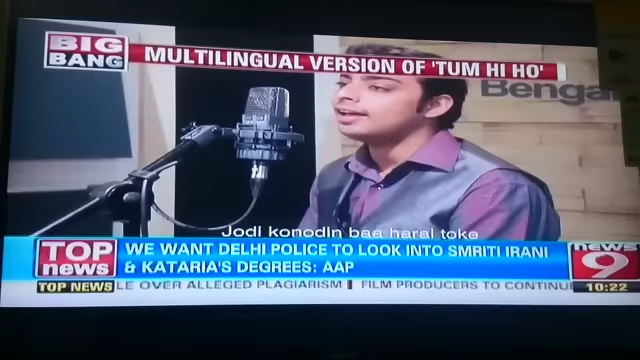 BIG
BANG
MULTILINGUAL VERSION OF 'TUM HI HO'
Benga
Jodi konodin baa haral toke
TOP
news
WE WANT DELHI POLICE TO LOOK INTO SMRITI IRANI
& KATARIA'S DEGREES: AAP
news
9
TOP NEWS
LE OVER ALLEGED PLAGIARISM | FILM PRODUCERS TO CONTINU
10:22